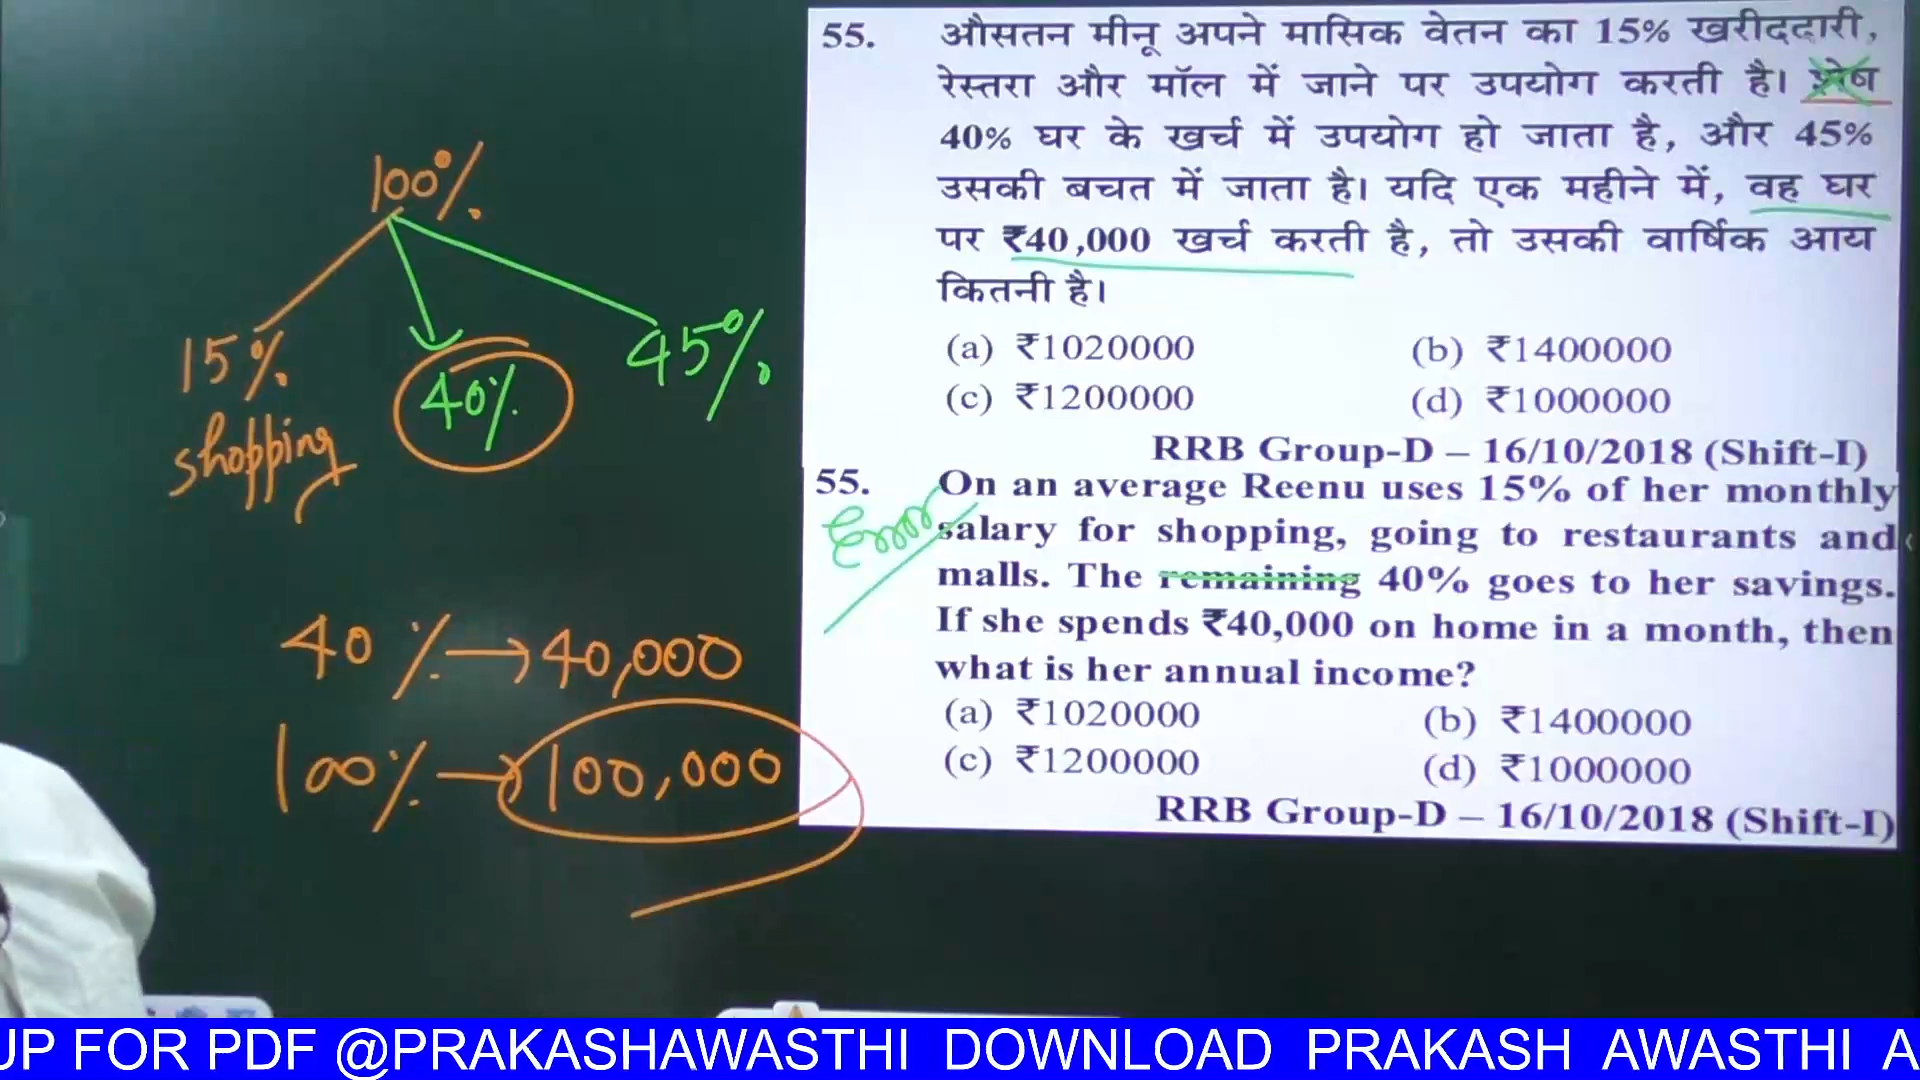 100%
15%
shopping
40%
45%
40% → 40,000
100% → 100,000
55. औसतन मीनू अपने मासिक वेतन का 15% खरीददारी,
रेस्तरा और मॉल में जाने पर उपयोग करती है। शेष
40% घर के खर्च में उपयोग हो जाता है, और 45%
उसकी बचत में जाता है। यदि एक महीने में, वह घर
पर ₹40,000 खर्च करती है, तो उसकी वार्षिक आय
कितनी है।
(a) ₹1020000 (b) ₹1400000
(c) ₹1200000 (d) ₹1000000
RRB Group-D – 16/10/2018 (Shift-I)
55. On an average Reenu uses 15% of her monthly
Error
salary for shopping, going to restaurants and
malls. The remaining 40% goes to her savings.
If she spends ₹40,000 on home in a month, then
what is her annual income?
(a) ₹1020000 (b) ₹1400000
(c) ₹1200000 (d) ₹1000000
RRB Group-D – 16/10/2018 (Shift-I)
UP FOR PDF @PRAKASHAWASTHI DOWNLOAD PRAKASH AWASTHI A